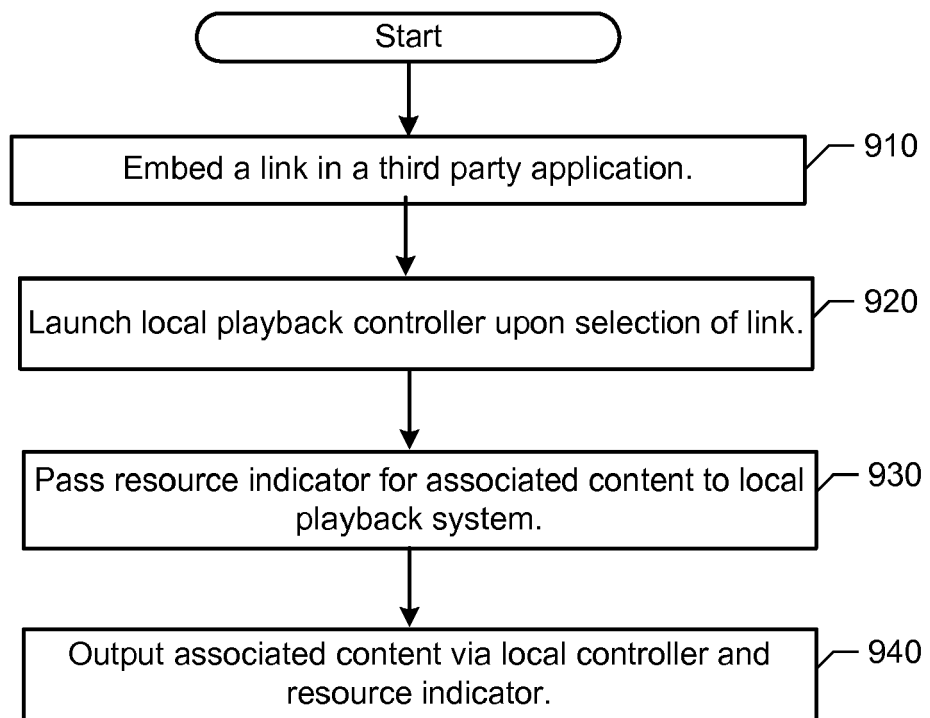 Start
Embed a link in a third party application.
910
Launch local playback controller upon selection of link.
920
Pass resource indicator for associated content to local
playback system.
930
Output associated content via local controller and
resource indicator.
940